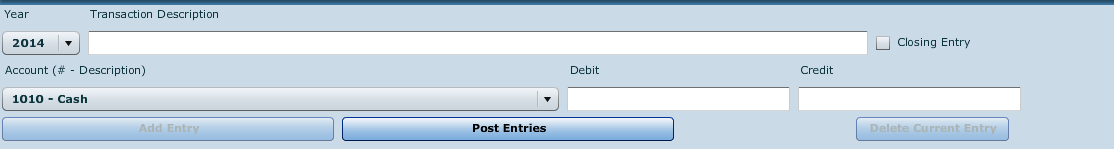 Year Transaction Description
2014 Closing Entry
Account (# - Description) Debit Credit
1010 - Cash
Add Entry Post Entries Delete Current Entry